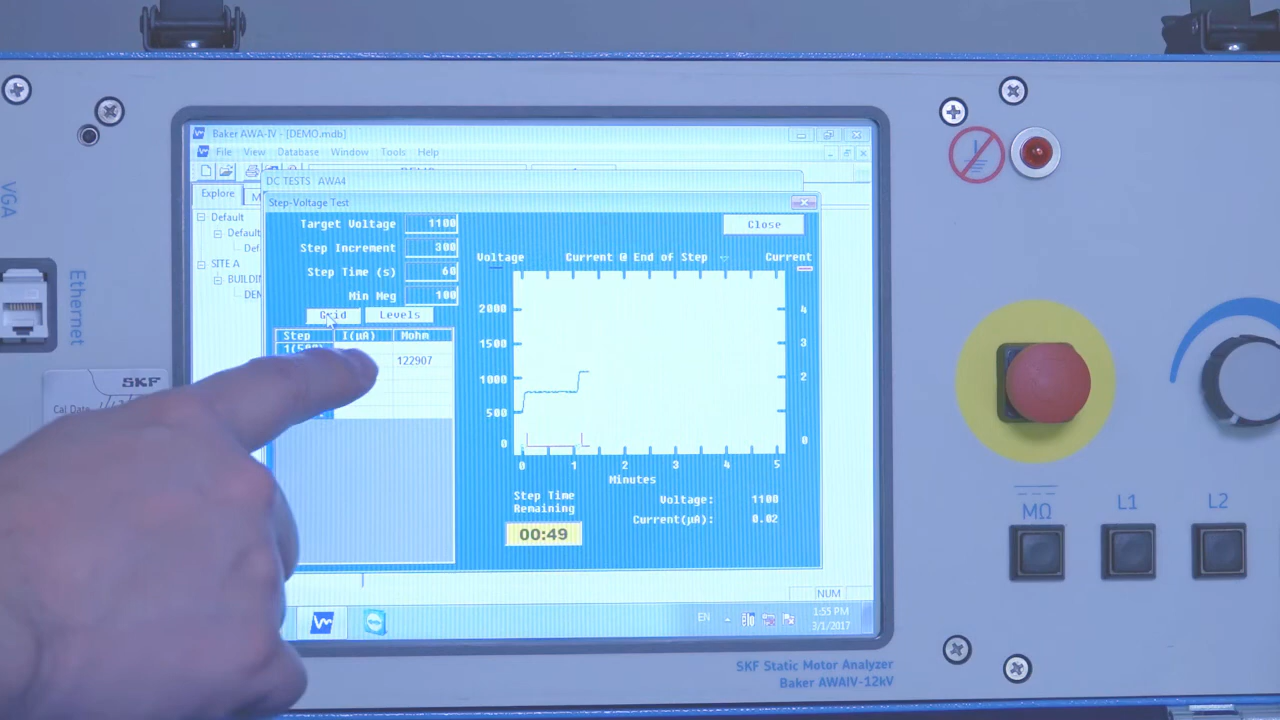 VGA
Ethernet
SKF
Cal Date
Baker AWA-IV - [DEMO.mdb]
File View Database Window Tools Help
Explore
Default
Default
Def
SITE A
BUILDIN
DEN
DC TESTS AWA4
Step-Voltage Test
Target Voltage 1100
Step Increment 300
Step Time (s) 60
Min Meg 100
Grid Levels
Step I(µA) Mohm
122907
Close
Voltage Current @ End of Step Current
2000 4
1500 3
1000 2
500
0 0
0 1 2 3 4 5
Minutes
Step Time
Remaining
00:49
Voltage: 1100
Current(µA): 0.02
NUM
EN
1:55 PM
3/1/2017
SKF Static Motor Analyzer
Baker AWAIV-12kV
MΩ
L1
L2